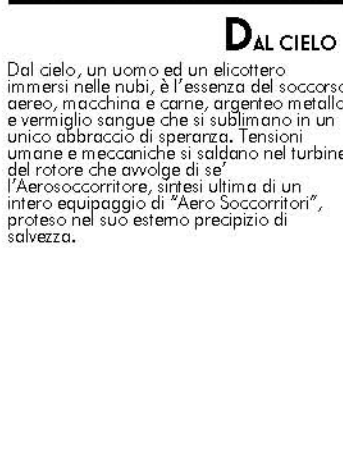 DAL CIELO
Dal cielo, un uomo ed un elicottero
immersi nelle nubi, è l'essenza del soccorso
aereo, macchina e carne, argenteo metallo
e vermiglio sangue che si sublimano in un
unico abbraccio di speranza. Tensioni
umane e meccaniche si saldano nel turbine
del rotore che avvolge di se'
l'Aerosoccorritore, sintesi ultima di un
intero equipaggio di "Aero Soccorritori",
proteso nel suo estemo precipizio di
salvezza.